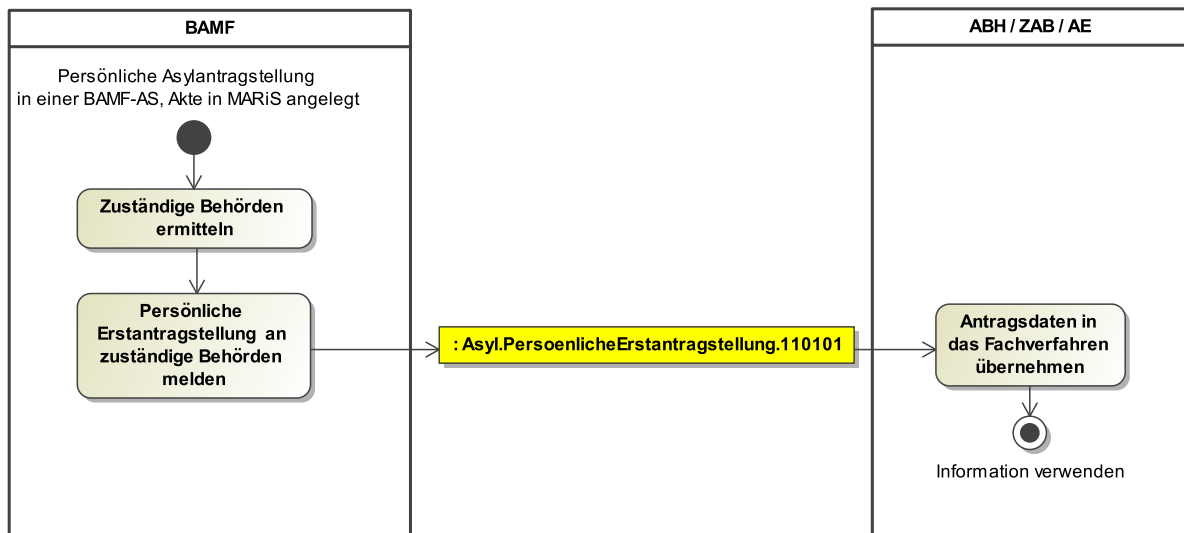 BAMF
Persönliche Asylantragstellung
in einer BAMF-AS, Akte in MARiS angelegt
Zuständige Behörden
ermitteln
Persönliche
Erstantragstellung an
zuständige Behörden
melden
: Asyl.PersoenlicheErstantragstellung.110101
ABH / ZAB / AE
Antragsdaten in
das Fachverfahren
übernehmen
Information verwenden